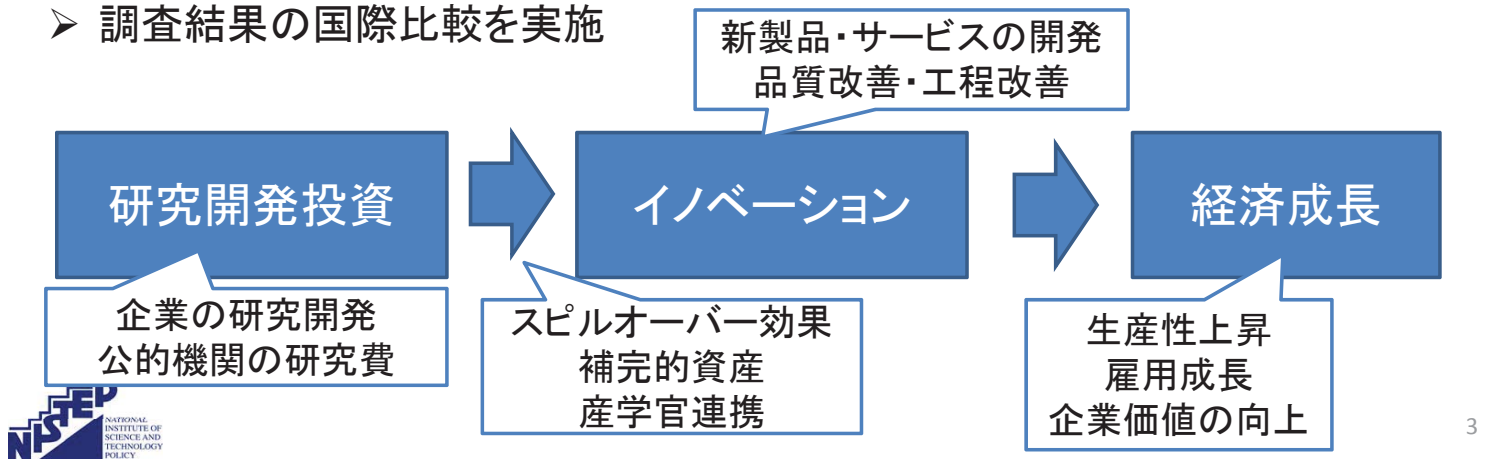 ➢ 調査結果の国際比較を実施
新製品・サービスの開発
品質改善・工程改善
研究開発投資
イノベーション
経済成長
企業の研究開発
公的機関の研究費
スピルオーバー効果
補完的資産
産学官連携
生産性上昇
雇用成長
企業価値の向上
NISTEP
NATIONAL
INSTITUTE OF
SCIENCE AND
TECHNOLOGY
POLICY
3